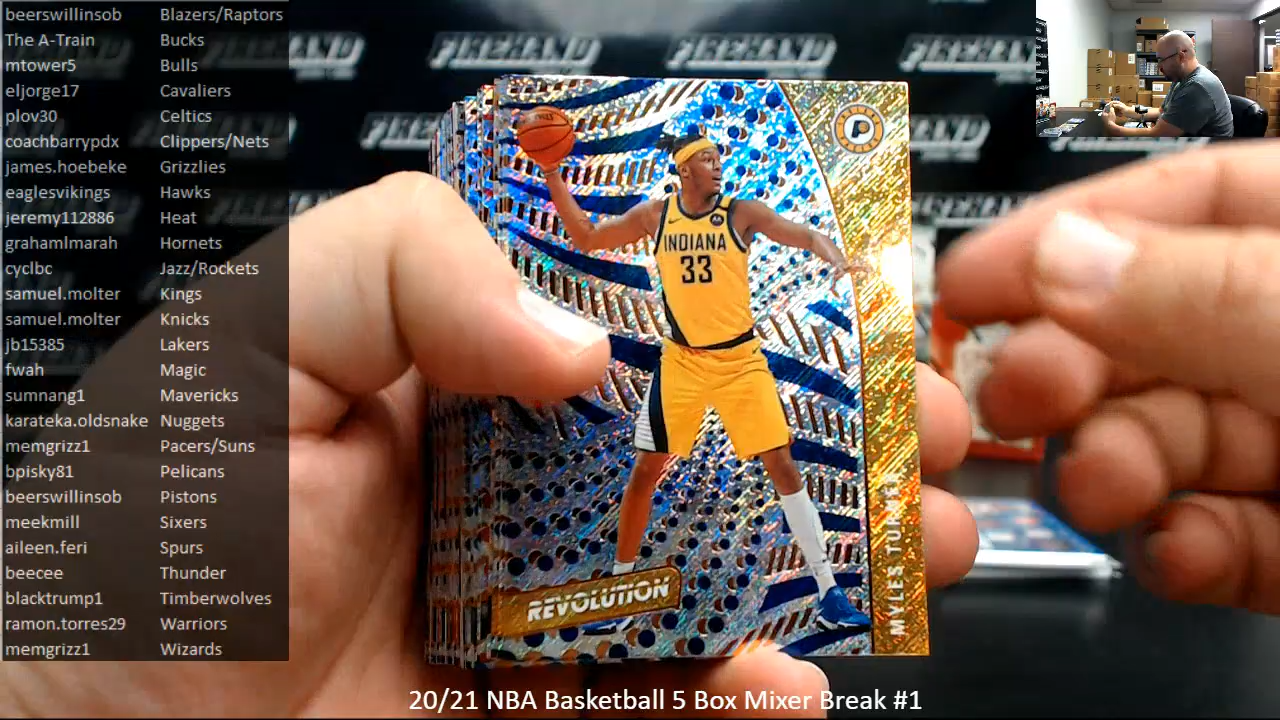 beerswillinsob Blazers/Raptors
The A-Train Bucks
mtower5 Bulls
eljorge17 Cavaliers
plov30 Celtics
coachbarrypdx Clippers/Nets
james.hoebeke Grizzlies
eaglesvikings Hawks
jeremy112886 Heat
grahamlmarah Hornets
cyclbc Jazz/Rockets
samuel.molter Kings
samuel.molter Knicks
jb15385 Lakers
fwah Magic
sumnang1 Mavericks
karateka.oldsnake Nuggets
memgrizz1 Pacers/Suns
bpisky81 Pelicans
beerswillinsob Pistons
meekmill Sixers
aileen.feri Spurs
beecee Thunder
blacktrump1 Timberwolves
ramon.torres29 Warriors
memgrizz1 Wizards
FIREHAND
FIREHAND
FIREHAND
FIREHAND
INDIANA
33
REVOLUTION
MYLES TURNER
20/21 NBA Basketball 5 Box Mixer Break #1